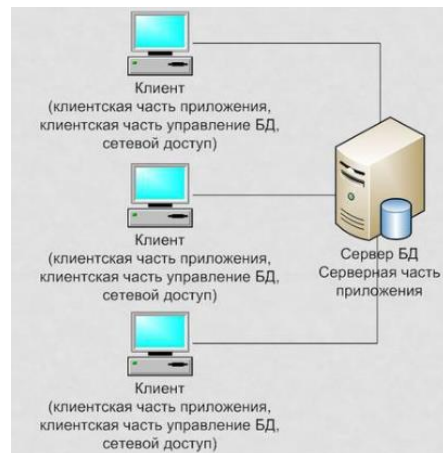 Клиент
(клиентская часть приложения,
клиентская часть управление БД,
сетевой доступ)
Клиент
(клиентская часть приложения,
клиентская часть управление БД,
сетевой доступ)
Сервер БД
Серверная часть
приложения
Клиент
(клиентская часть приложения,
клиентская часть управление БД,
сетевой доступ)